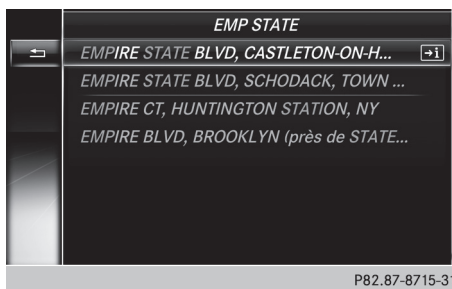 EMP STATE
EMPIRE STATE BLVD, CASTLETON-ON-H...
EMPIRE STATE BLVD, SCHODACK, TOWN ...
EMPIRE CT, HUNTINGTON STATION, NY
EMPIRE BLVD, BROOKLYN (près de STATE...
P82.87-8715-31